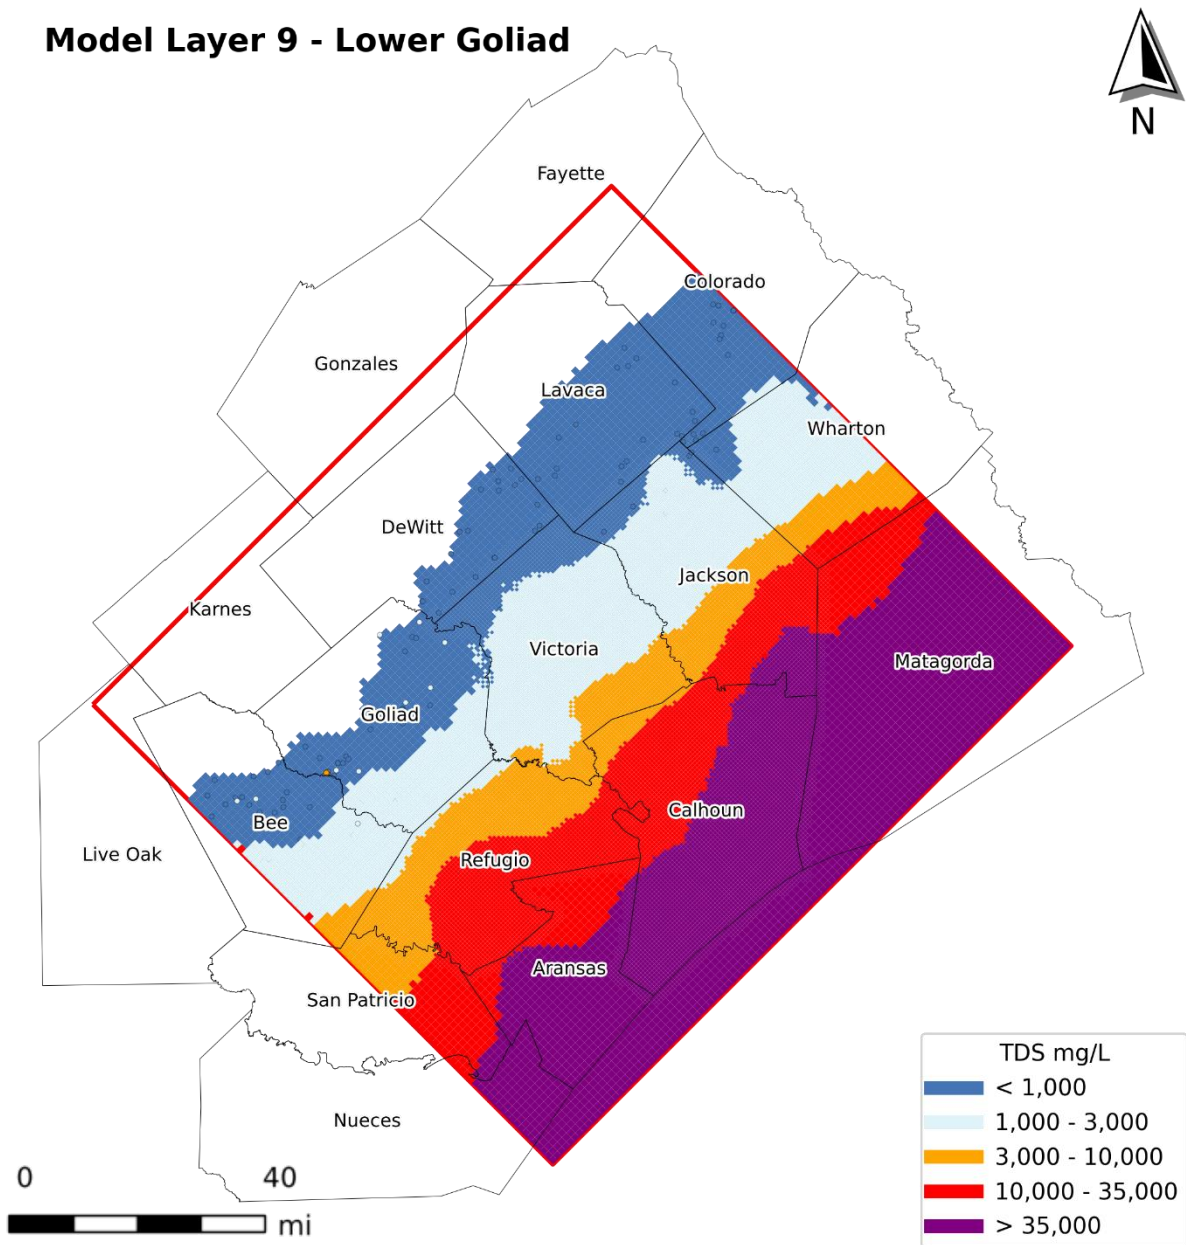 Model Layer 9 - Lower Goliad
N
Fayette
Colorado
Gonzales
Lavaca
Wharton
DeWitt
Jackson
Karnes
Victoria
Matagorda
Goliad
Calhoun
Bee
Live Oak
Refugio
Aransas
San Patricio
Nueces
TDS mg/L
< 1,000
1,000 - 3,000
3,000 - 10,000
10,000 - 35,000
> 35,000
0 40
mi